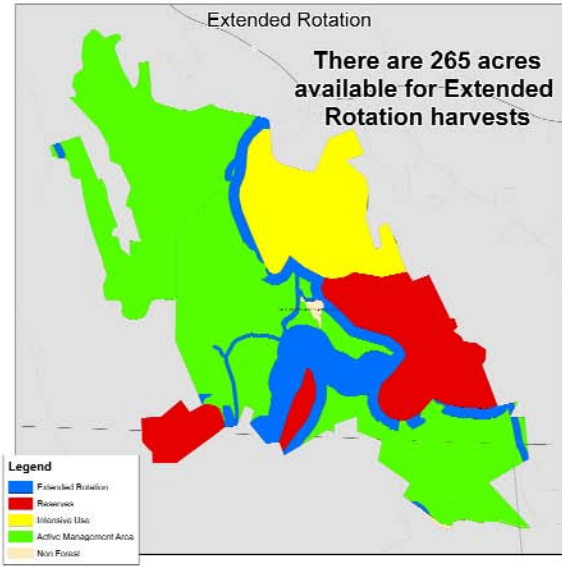 Extended Rotation
There are 265 acres
available for Extended
Rotation harvests
Legend
Extended Rotation
Reserves
Intensive Use
Active Management Area
Non Forest